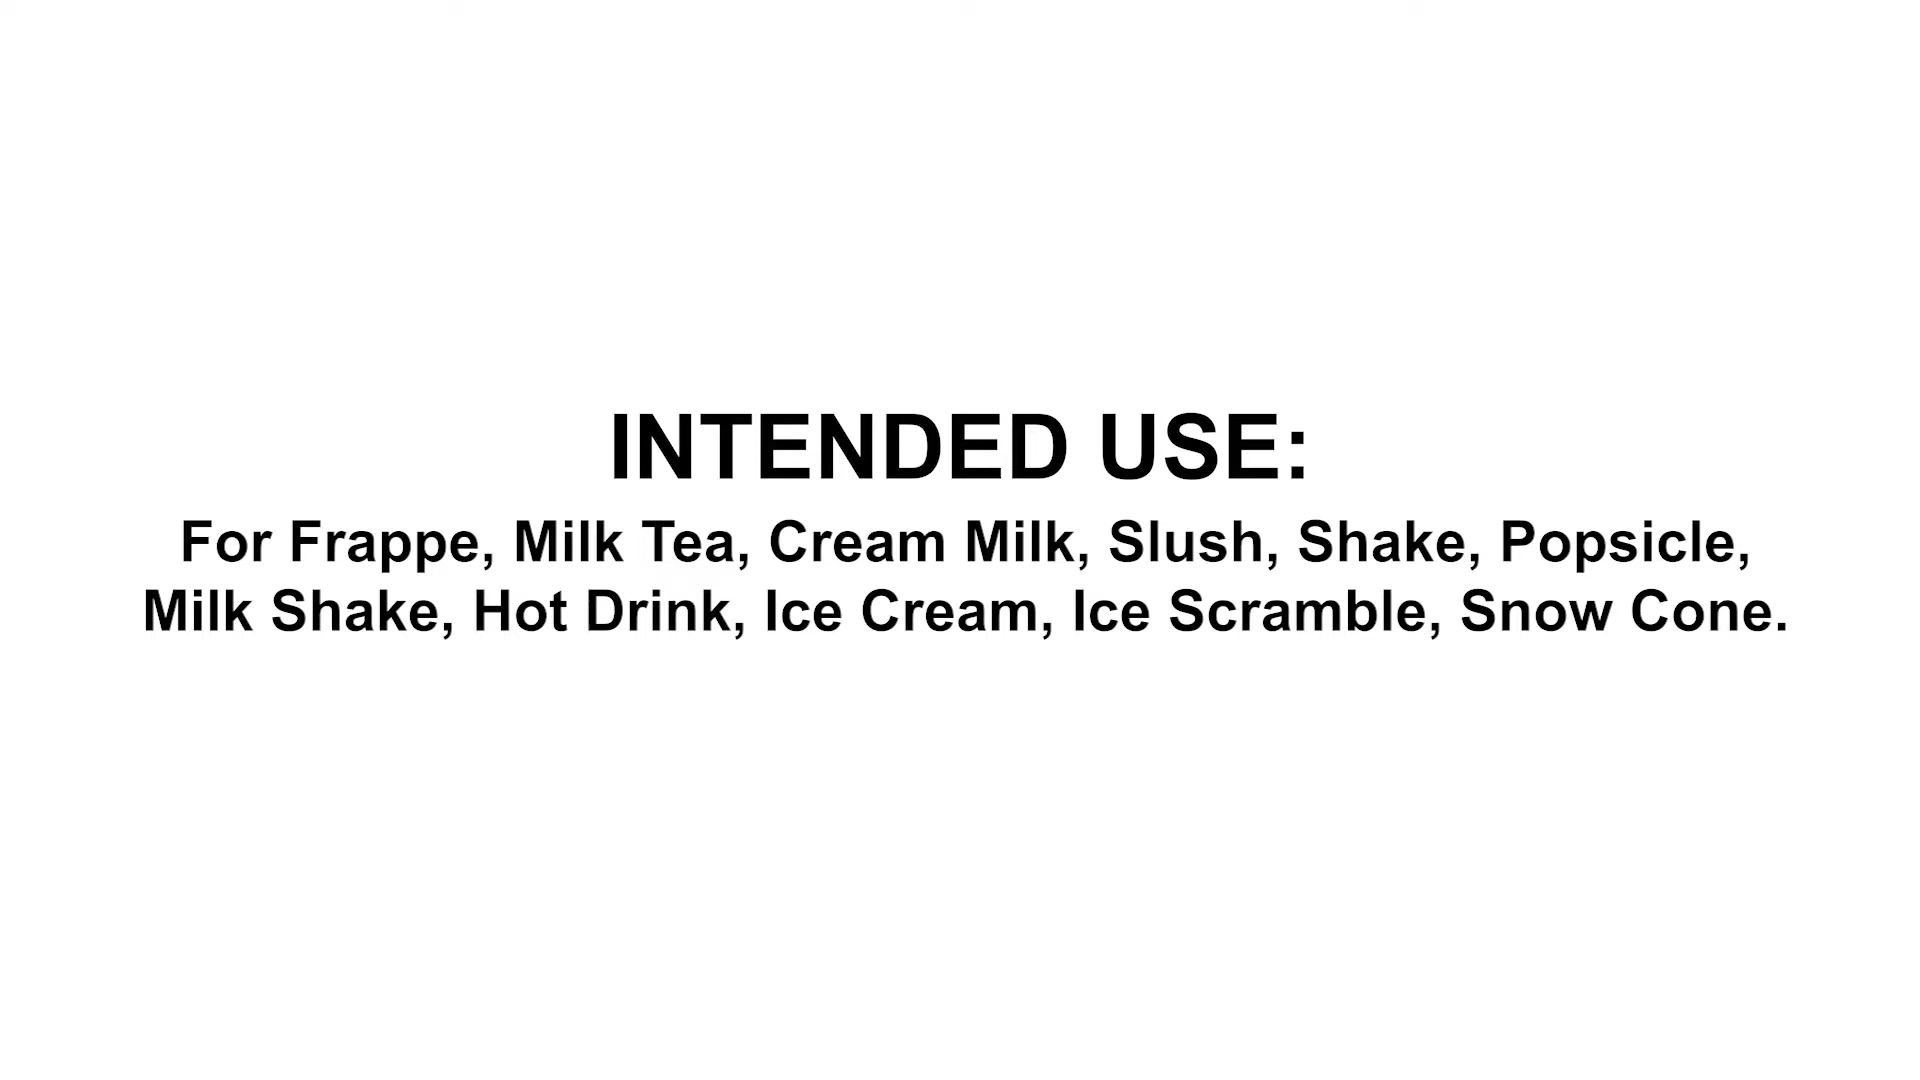 INTENDED USE:
For Frappe, Milk Tea, Cream Milk, Slush, Shake, Popsicle,
Milk Shake, Hot Drink, Ice Cream, Ice Scramble, Snow Cone.